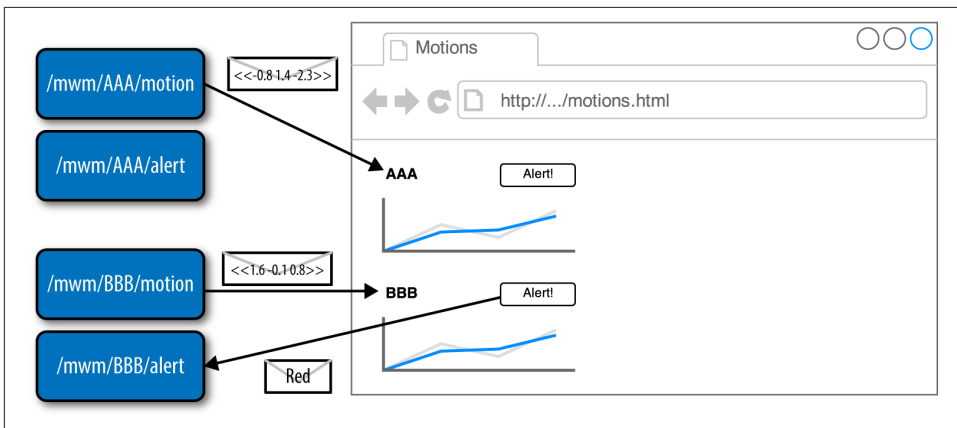 Motions
/mwm/AAA/motion
<<-0.8 1.4 -2.3>>
http://.../motions.html
/mwm/AAA/alert
AAA
Alert!
/mwm/BBB/motion
<<1.6 -0.1 0.8>>
BBB
Alert!
/mwm/BBB/alert
Red